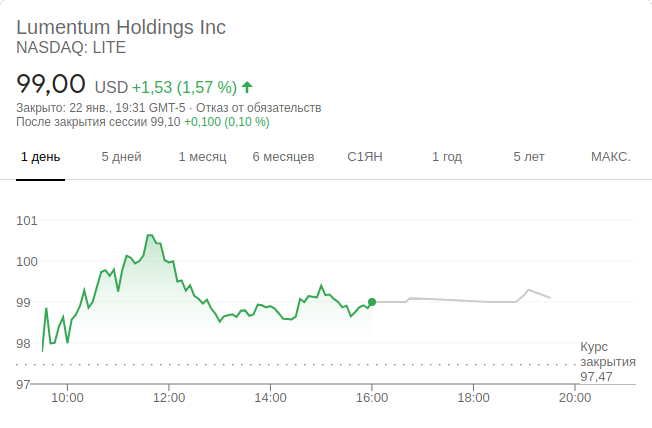 Lumentum Holdings Inc
NASDAQ: LITE
99,00 USD +1,53 (1,57 %)
Закрыто: 22 янв., 19:31 GMT-5 · Отказ от обязательств
После закрытия сессии 99,10 +0,100 (0,10 %)
1 день 5 дней 1 месяц 6 месяцев С1ЯН 1 год 5 лет МАКС.
101
100
99
98
Курс
закрытия
97,47
97
10:00 12:00 14:00 16:00 18:00 20:00